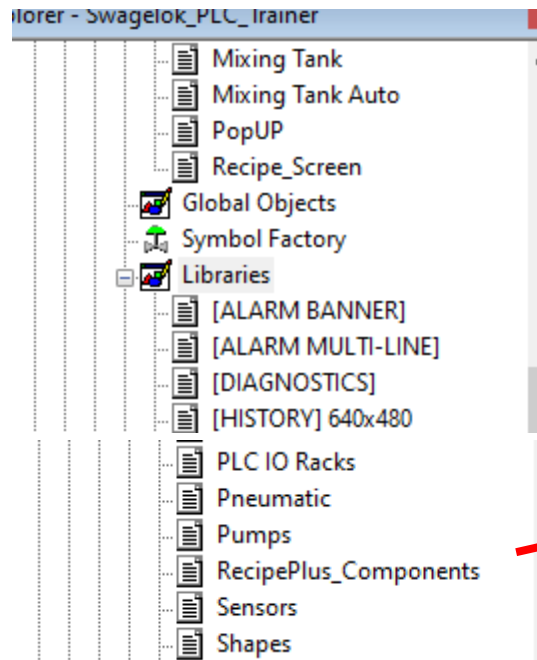 plorer - Swagelok_PLC_Trainer
Mixing Tank
Mixing Tank Auto
PopUP
Recipe_Screen
Global Objects
Symbol Factory
Libraries
[ALARM BANNER]
[ALARM MULTI-LINE]
[DIAGNOSTICS]
[HISTORY] 640x480
PLC IO Racks
Pneumatic
Pumps
RecipePlus_Components
Sensors
Shapes